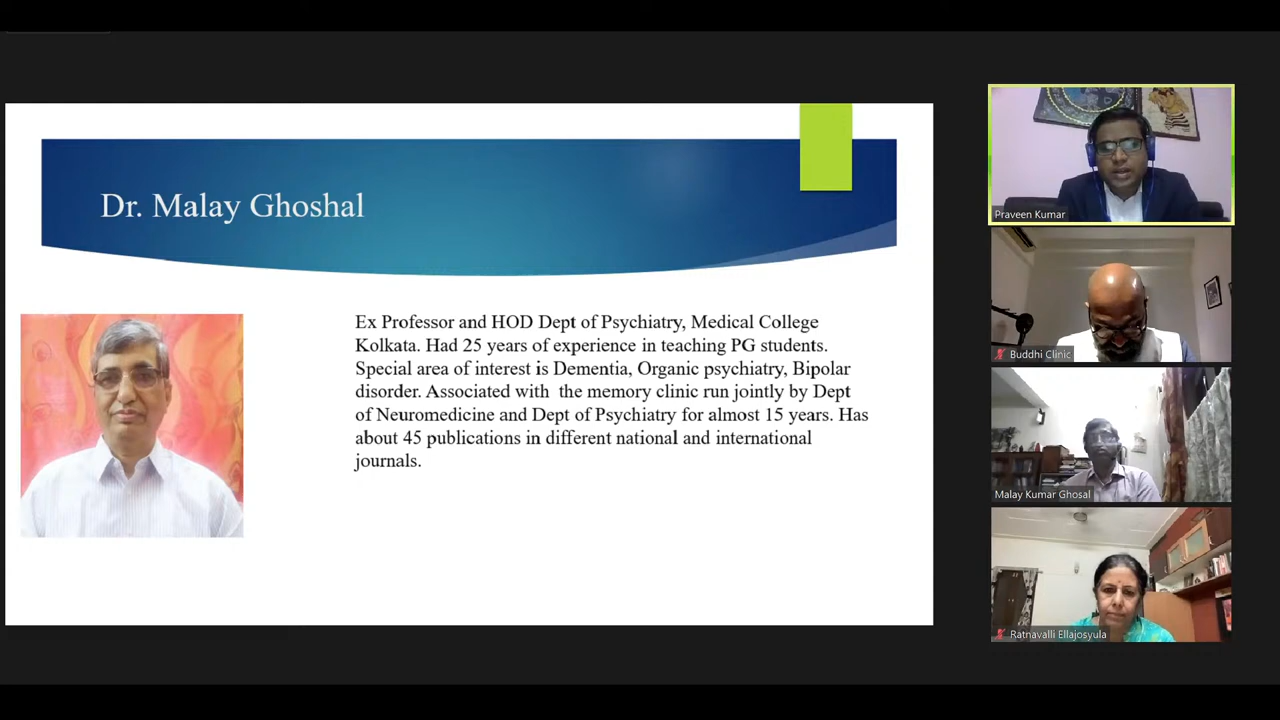 Dr. Malay Ghoshal
Ex Professor and HOD Dept of Psychiatry, Medical College
Kolkata. Had 25 years of experience in teaching PG students.
Special area of interest is Dementia, Organic psychiatry, Bipolar
disorder. Associated with the memory clinic run jointly by Dept
of Neuromedicine and Dept of Psychiatry for almost 15 years. Has
about 45 publications in different national and international
journals.
Praveen Kumar
Buddhi Clinic
Malay Kumar Ghosal
Ratnavalli Ellajosyula